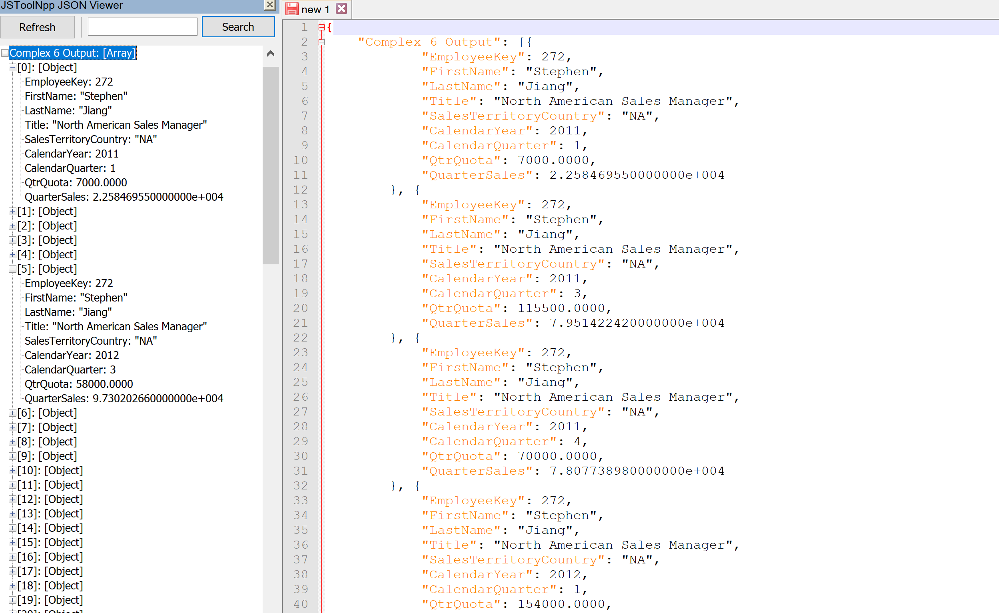 JSToolNpp JSON Viewer
Refresh
Search
Complex 6 Output: [Array]
[0]: [Object]
EmployeeKey: 272
FirstName: "Stephen"
LastName: "Jiang"
Title: "North American Sales Manager"
SalesTerritoryCountry: "NA"
CalendarYear: 2011
CalendarQuarter: 1
QtrQuota: 7000.0000
QuarterSales: 2.258469550000000e+004
[1]: [Object]
[2]: [Object]
[3]: [Object]
[4]: [Object]
[5]: [Object]
EmployeeKey: 272
FirstName: "Stephen"
LastName: "Jiang"
Title: "North American Sales Manager"
SalesTerritoryCountry: "NA"
CalendarYear: 2012
CalendarQuarter: 3
QtrQuota: 58000.0000
QuarterSales: 9.730202660000000e+004
[6]: [Object]
[7]: [Object]
[8]: [Object]
[9]: [Object]
[10]: [Object]
[11]: [Object]
[12]: [Object]
[13]: [Object]
[14]: [Object]
[15]: [Object]
[16]: [Object]
[17]: [Object]
[18]: [Object]
[19]: [Object]
new 1
1 {
2 "Complex 6 Output": [{
3 "EmployeeKey": 272,
4 "FirstName": "Stephen",
5 "LastName": "Jiang",
6 "Title": "North American Sales Manager",
7 "SalesTerritoryCountry": "NA",
8 "CalendarYear": 2011,
9 "CalendarQuarter": 1,
10 "QtrQuota": 7000.0000,
11 "QuarterSales": 2.258469550000000e+004
12 }, {
13 "EmployeeKey": 272,
14 "FirstName": "Stephen",
15 "LastName": "Jiang",
16 "Title": "North American Sales Manager",
17 "SalesTerritoryCountry": "NA",
18 "CalendarYear": 2011,
19 "CalendarQuarter": 3,
20 "QtrQuota": 115500.0000,
21 "QuarterSales": 7.951422420000000e+004
22 }, {
23 "EmployeeKey": 272,
24 "FirstName": "Stephen",
25 "LastName": "Jiang",
26 "Title": "North American Sales Manager",
27 "SalesTerritoryCountry": "NA",
28 "CalendarYear": 2011,
29 "CalendarQuarter": 4,
30 "QtrQuota": 70000.0000,
31 "QuarterSales": 7.807738980000000e+004
32 }, {
33 "EmployeeKey": 272,
34 "FirstName": "Stephen",
35 "LastName": "Jiang",
36 "Title": "North American Sales Manager",
37 "SalesTerritoryCountry": "NA",
38 "CalendarYear": 2012,
39 "CalendarQuarter": 1,
40 "QtrQuota": 154000.0000,